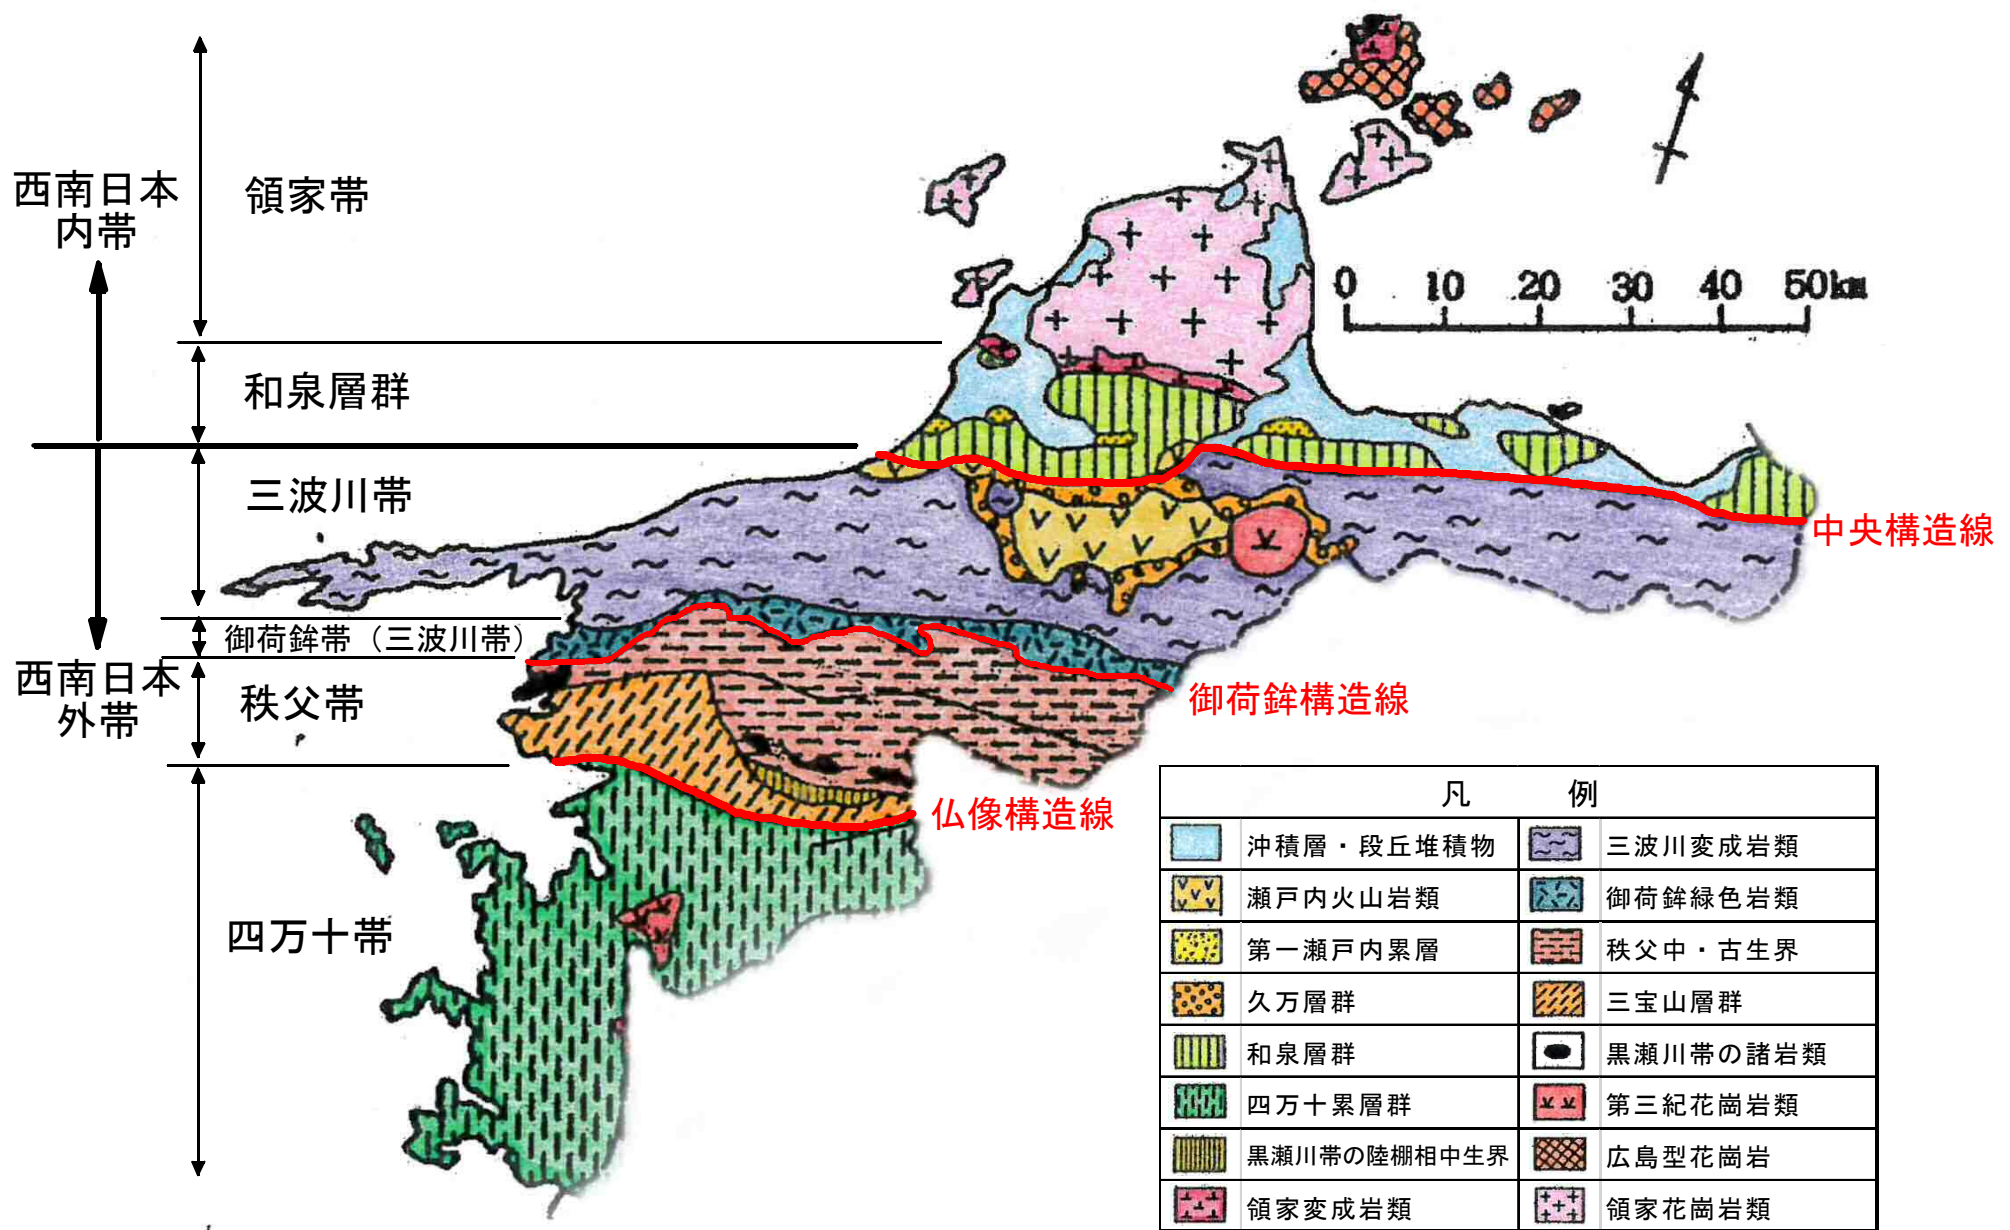 西南日本
内帯
領家帯
和泉層群
三波川帯
御荷鉾帯（三波川帯）
西南日本
外帯
秩父帯
四万十帯
0 10 20 30 40 50km
中央構造線
御荷鉾構造線
仏像構造線
凡 例
沖積層・段丘堆積物 三波川変成岩類
瀬戸内火山岩類 御荷鉾緑色岩類
第一瀬戸内累層 秩父中・古生界
久万層群 三宝山層群
和泉層群 黒瀬川帯の諸岩類
四万十累層群 第三紀花崗岩類
黒瀬川帯の陸棚相中生界 広島型花崗岩
領家変成岩類 領家花崗岩類